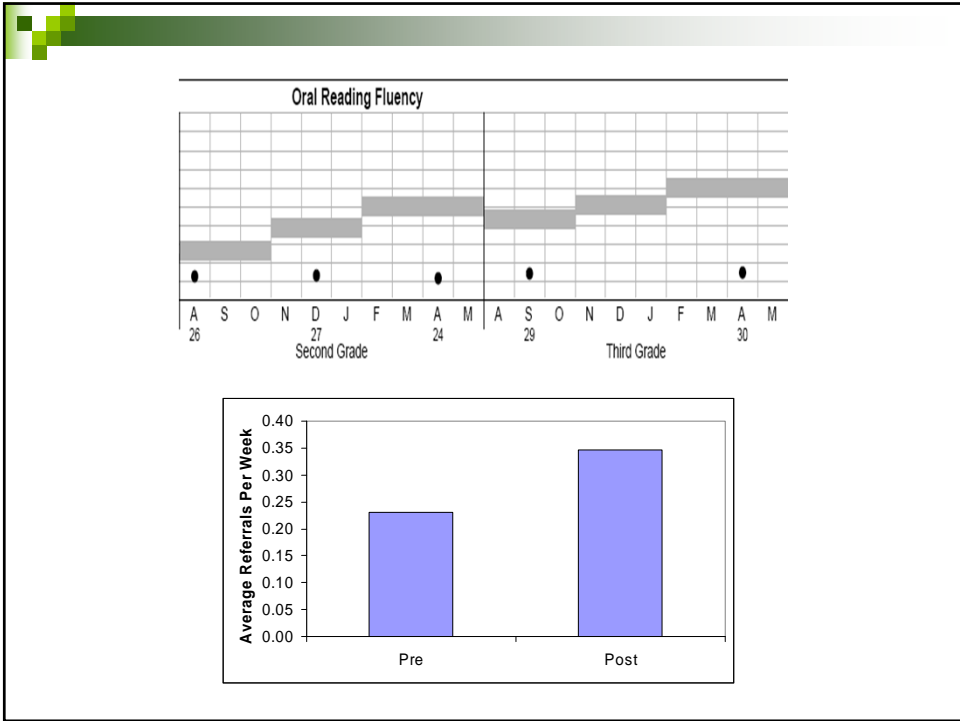 Oral Reading Fluency
A S O N D J F M A M A S O N D J F M A M
26 27 24 29 30
Second Grade Third Grade
Average Referrals Per Week
0.40
0.35
0.30
0.25
0.20
0.15
0.10
0.05
0.00
Pre Post